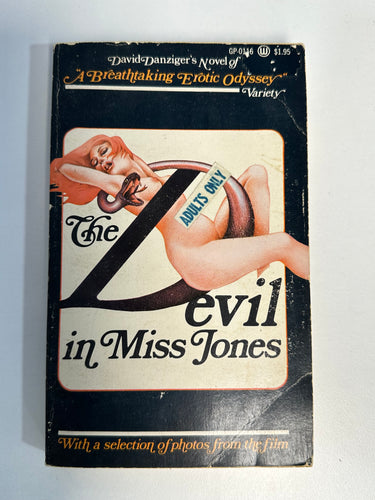 David Danziger's Novel of
GP-0116 W $1.95
"A Breathtaking Erotic Odyssey"
Variety
ADULTS ONLY
The Devil
in Miss Jones
With a selection of photos from the film